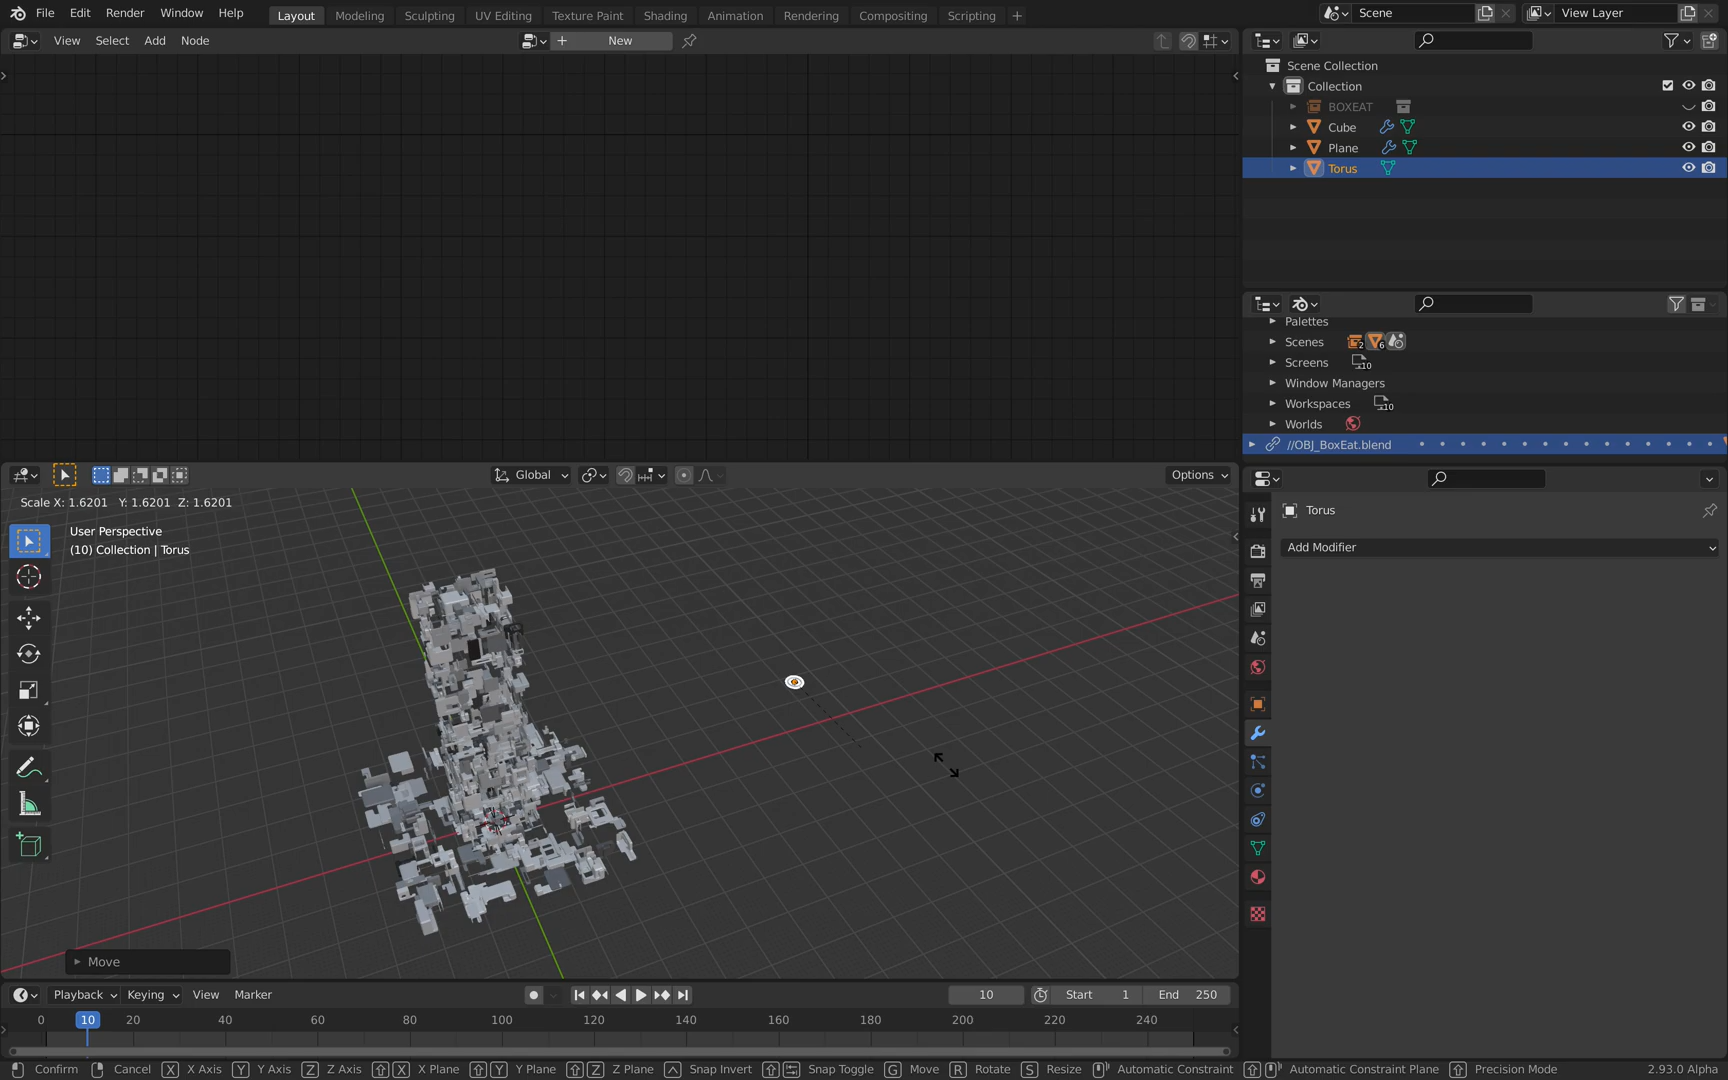 File Edit Render Window Help Layout Modeling Sculpting UV Editing Texture Paint Shading Animation Rendering Compositing Scripting + Scene View Layer
View Select Add Node + New
Scene Collection
Collection
BOXEAT
Cube
Plane
Torus
Palettes
Scenes 2 6
Screens 10
Window Managers
Workspaces 10
Worlds
//OBJ_BoxEat.blend
Global Options
Scale X: 1.6201 Y: 1.6201 Z: 1.6201
User Perspective
(10) Collection | Torus
Torus
Add Modifier
Move
Playback Keying View Marker 10 Start 1 End 250
0 10 20 40 60 80 100 120 140 160 180 200 220 240
Confirm Cancel X X Axis Y Y Axis Z Z Axis X X Plane Y Y Plane Z Z Plane Snap Invert Snap Toggle G Move R Rotate S Resize Automatic Constraint Automatic Constraint Plane Precision Mode 2.93.0 Alpha